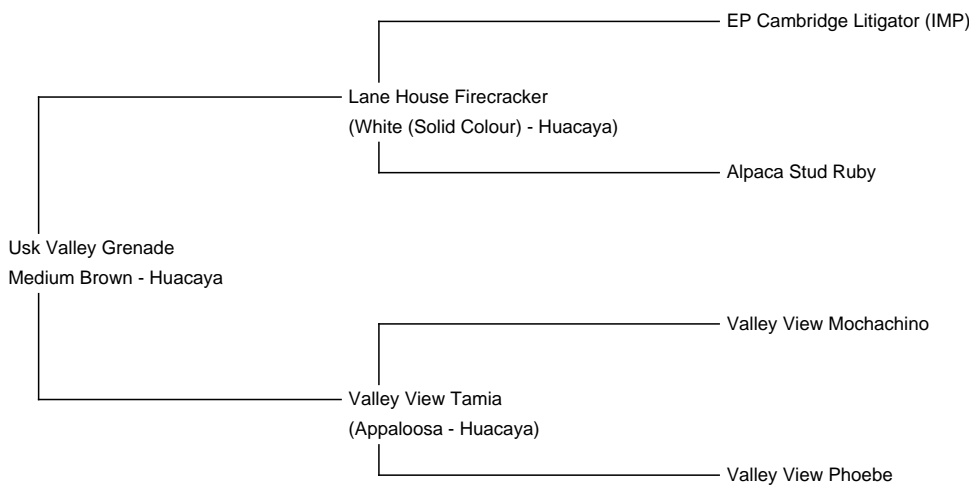 EP Cambridge Litigator (IMP)
Lane House Firecracker
(White (Solid Colour) - Huacaya)
Alpaca Stud Ruby
Usk Valley Grenade
Medium Brown - Huacaya
Valley View Mochachino
Valley View Tamia
(Appaloosa - Huacaya)
Valley View Phoebe